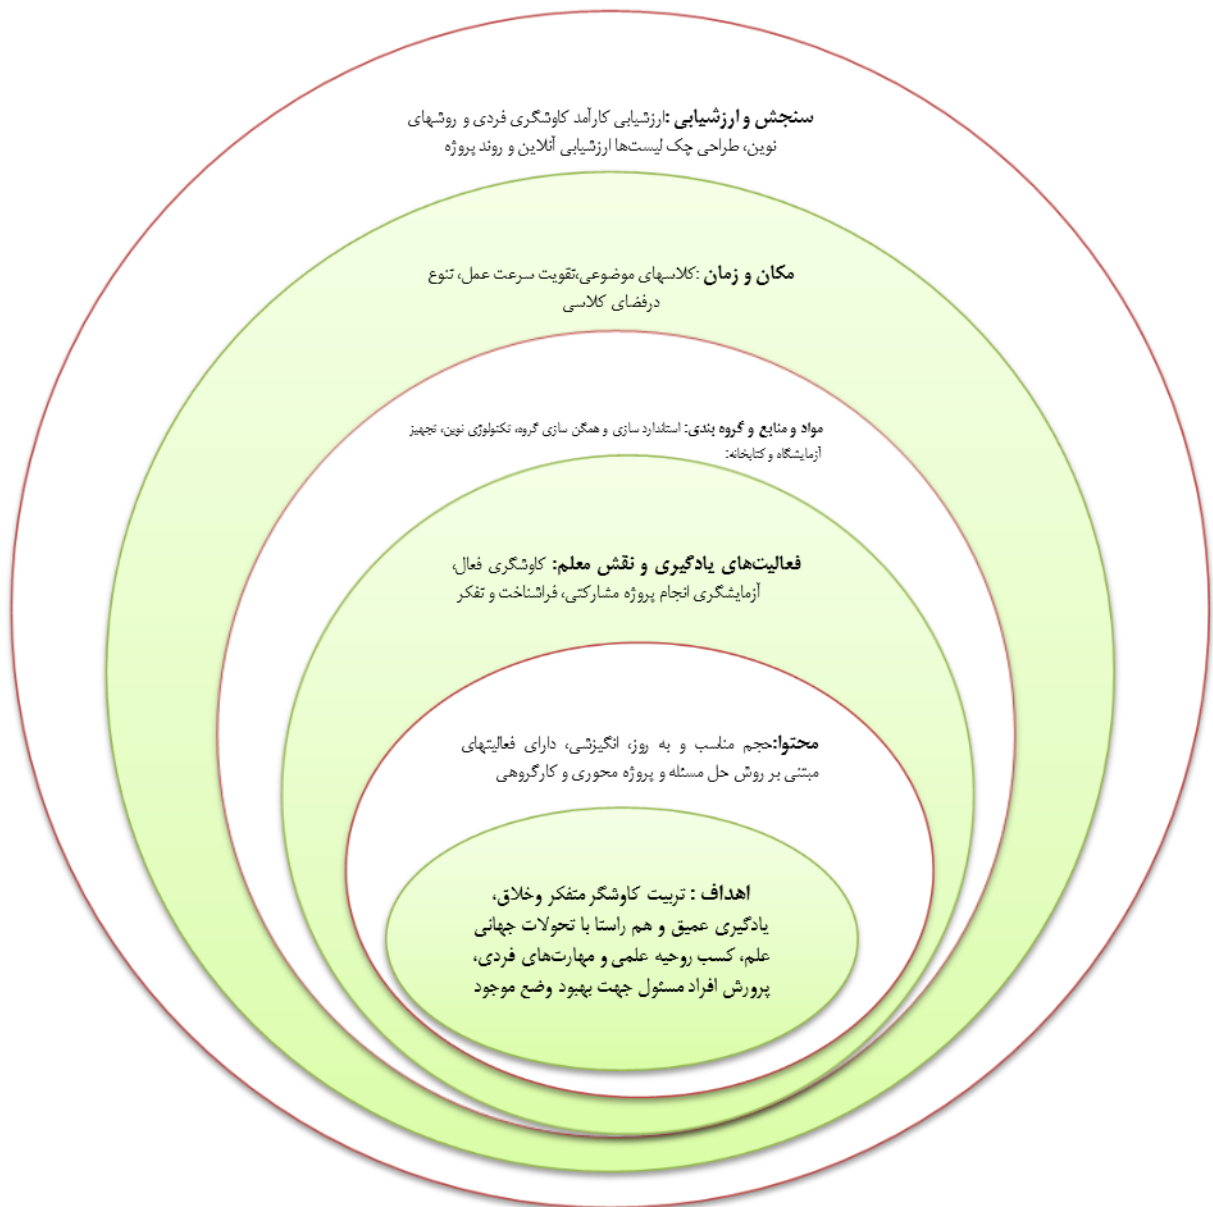 سنجش و ارزشیابی :ارزشیابی کارآمد کاوشگری فردی و روشهای
نوین، طراحی چک لیست‌ها ارزشیابی آنلاین و روند پروژه
مکان و زمان :کلاسهای موضوعی،تقویت سرعت عمل، تنوع
درفضای کلاسی
مواد و منابع و گروه بندی: استاندارد سازی و همگن سازی گروه، تکنولوژی نوین، تجهیز
آزمایشگاه و کتابخانه:
فعالیت‌های یادگیری و نقش معلم: کاوشگری فعال،
آزمایشگری انجام پروژه مشارکتی، فراشناخت و تفکر
محتوا:حجم مناسب و به روز، انگیزشی، دارای فعالیتهای
مبتنی بر روش حل مسئله و پروژه محوری و کارگروهی
اهداف : تربیت کاوشگر متفکر وخلاق،
یادگیری عمیق و هم راستا با تحولات جهانی
علم، کسب روحیه علمی و مهارت‌های فردی،
پرورش افراد مسئول جهت بهبود وضع موجود